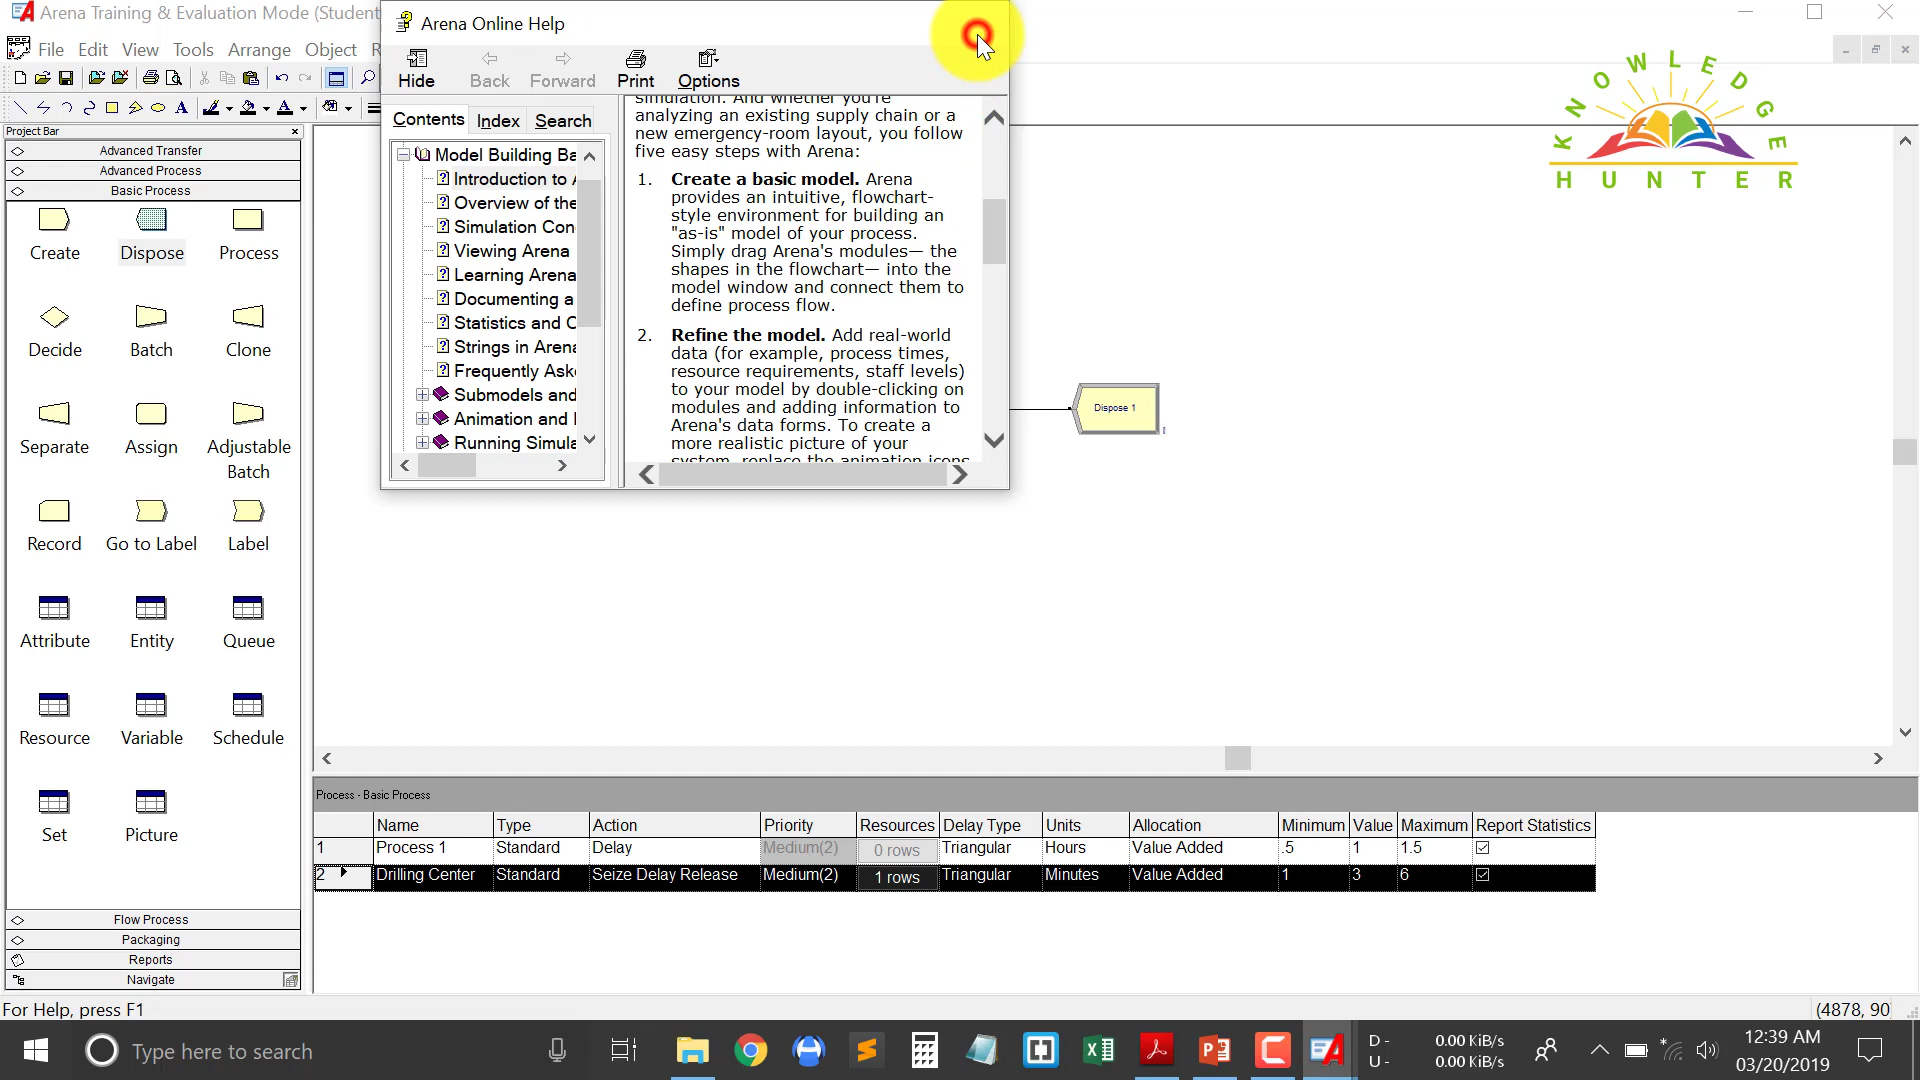 Arena Training & Evaluation Mode (Student
Arena Online Help
File Edit View Tools Arrange Object
Hide Back Forward Print Options
KNOWLEDGE
HUNTER
Project Bar
Advanced Transfer
Advanced Process
Basic Process
Create Dispose Process
Decide Batch Clone
Separate Assign Adjustable
Batch
Record Go to Label Label
Attribute Entity Queue
Resource Variable Schedule
Set Picture
Flow Process
Packaging
Reports
Navigate
Contents Index Search
Model Building Ba
Introduction to
Overview of the
Simulation Con
Viewing Arena
Learning Arena
Documenting a
Statistics and
Strings in Arena
Frequently Aske
Submodels and
Animation and
Running Simula
simulation. And whether you're
analyzing an existing supply chain or a
new emergency-room layout, you follow
five easy steps with Arena:
1. Create a basic model. Arena
provides an intuitive, flowchart-
style environment for building an
"as-is" model of your process.
Simply drag Arena's modules— the
shapes in the flowchart— into the
model window and connect them to
define process flow.
2. Refine the model. Add real-world
data (for example, process times,
resource requirements, staff levels)
to your model by double-clicking on
modules and adding information to
Arena's data forms. To create a
more realistic picture of your
system, replace the animation icons
Dispose 1
Process - Basic Process
Name Type Action Priority Resources Delay Type Units Allocation Minimum Value Maximum Report Statistics
1 Process 1 Standard Delay Medium(2) 0 rows Triangular Hours Value Added .5 1 1.5
2 Drilling Center Standard Seize Delay Release Medium(2) 1 rows Triangular Minutes Value Added 1 3 6
For Help, press F1
(4878, 90
Type here to search
D - 0.00 KiB/s
U - 0.00 KiB/s
12:39 AM
03/20/2019